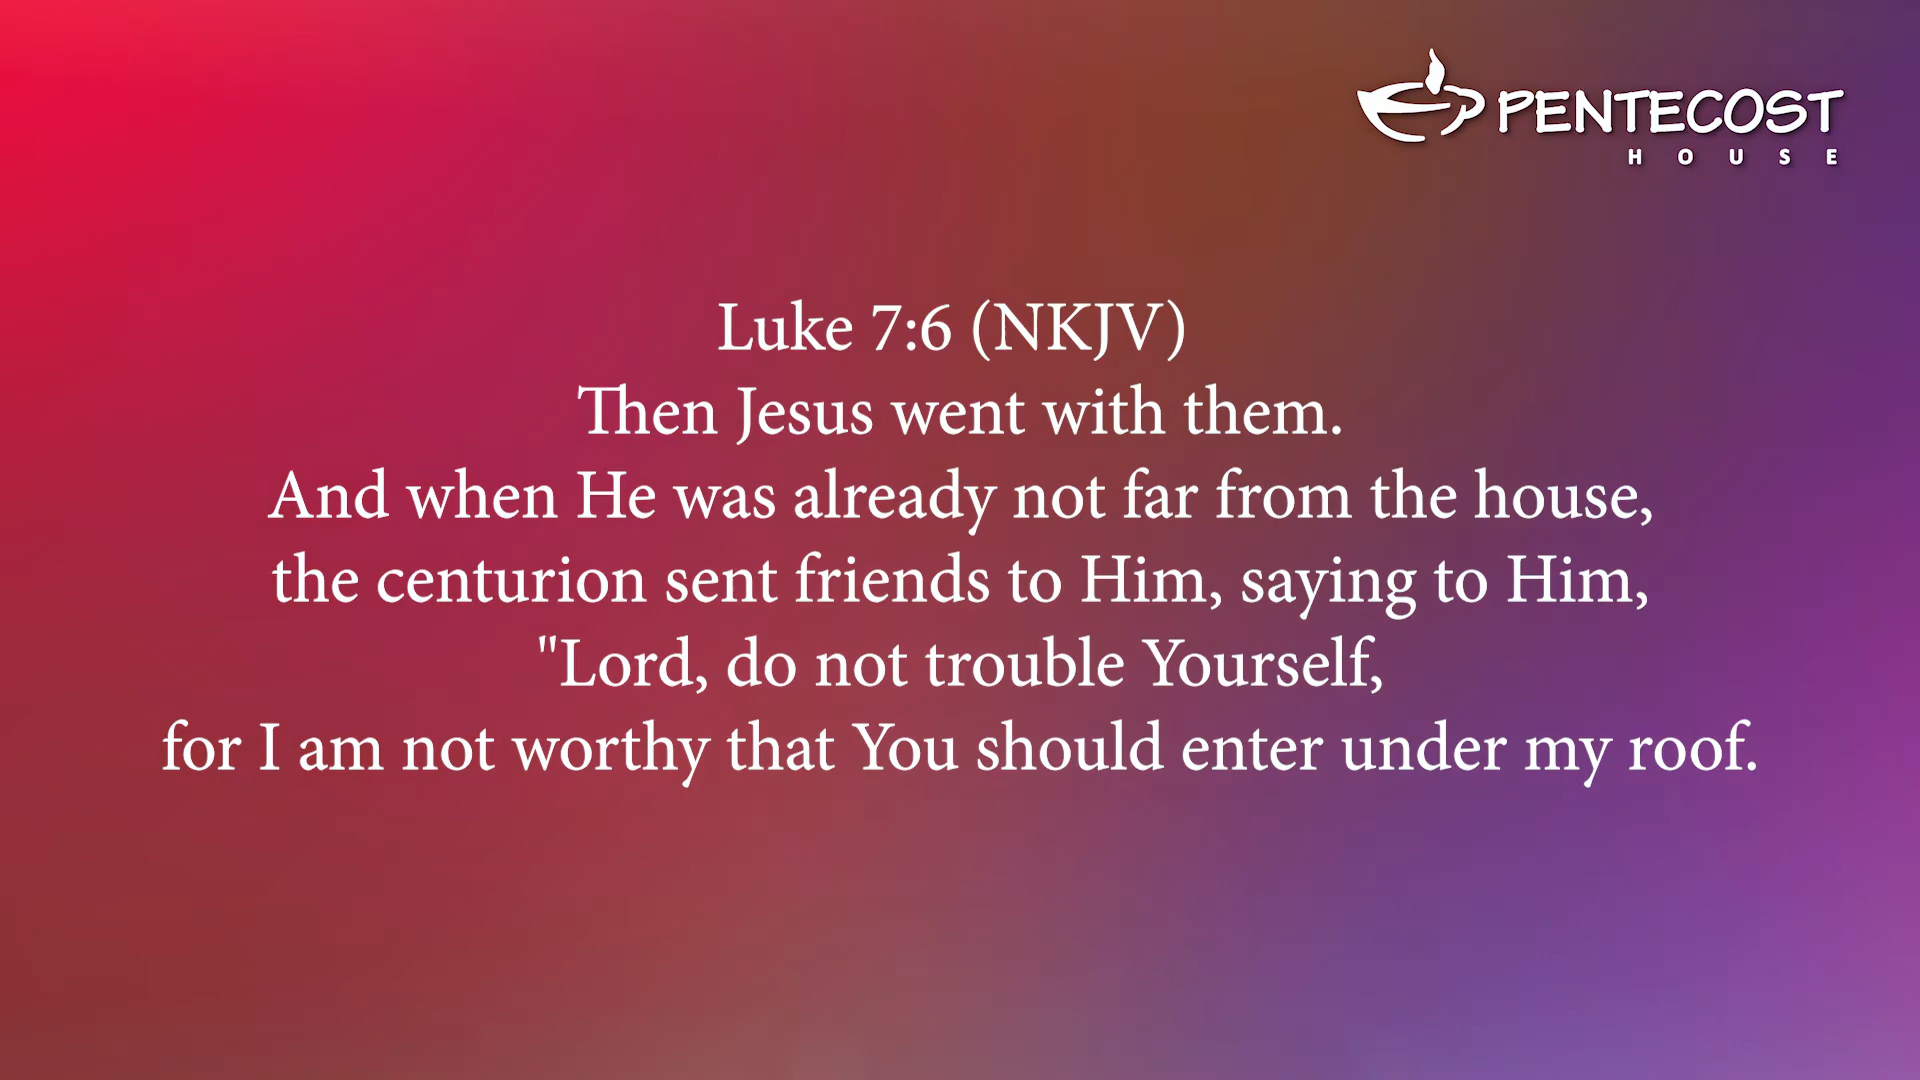 PENTECOST
HOUSE
Luke 7:6 (NKJV)
Then Jesus went with them.
And when He was already not far from the house,
the centurion sent friends to Him, saying to Him,
"Lord, do not trouble Yourself,
for I am not worthy that You should enter under my roof.